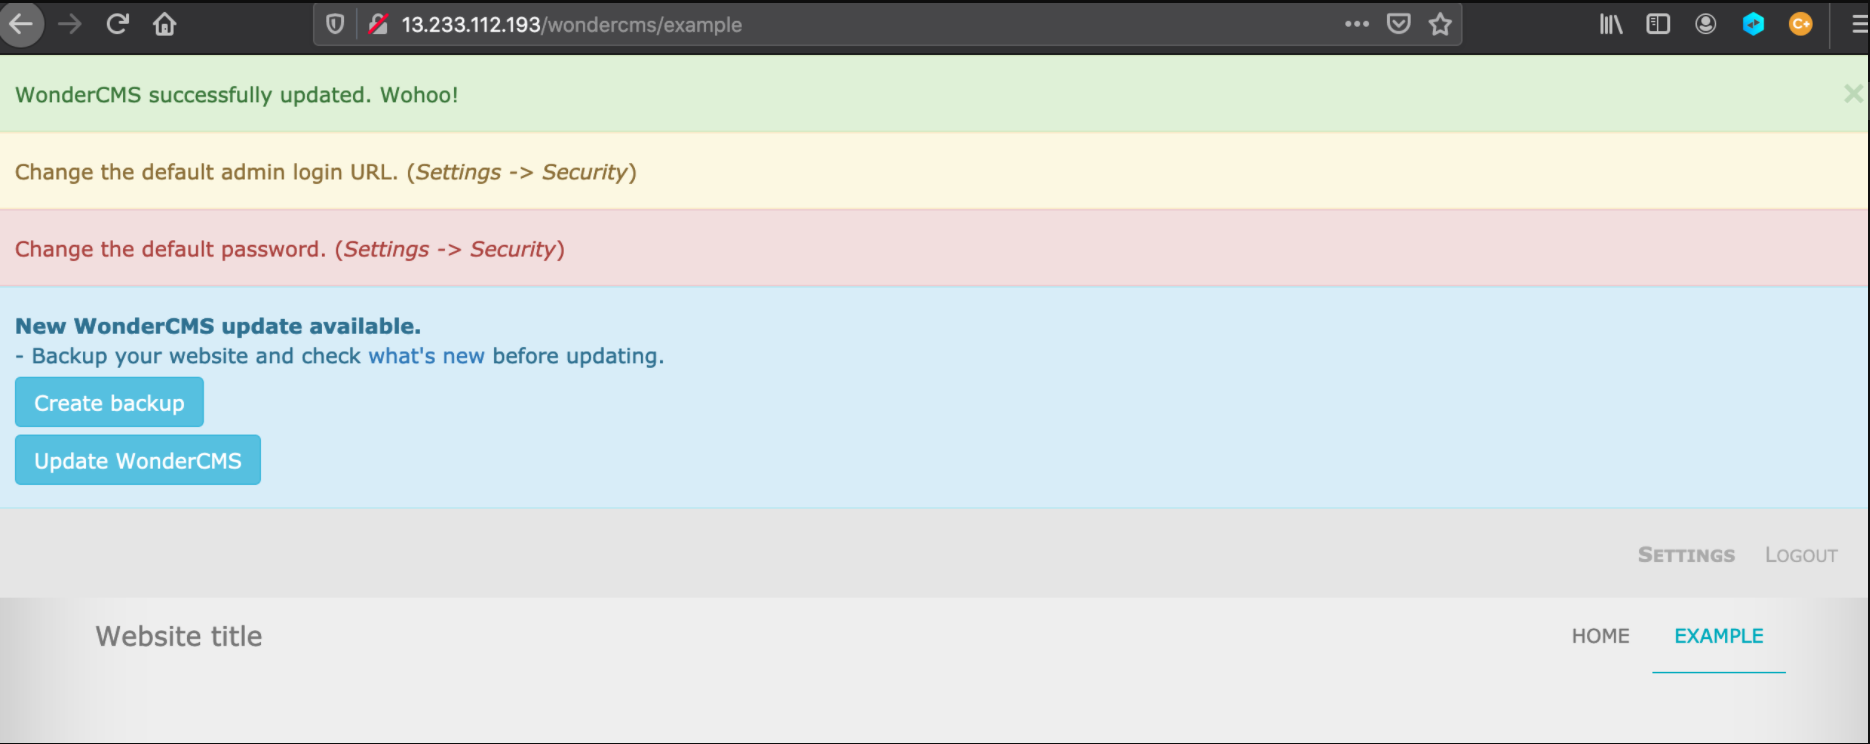 13.233.112.193/wondercms/example
WonderCMS successfully updated. Wohoo!
Change the default admin login URL. (Settings -> Security)
Change the default password. (Settings -> Security)
New WonderCMS update available.
- Backup your website and check what's new before updating.
Create backup
Update WonderCMS
SETTINGS LOGOUT
Website title HOME EXAMPLE